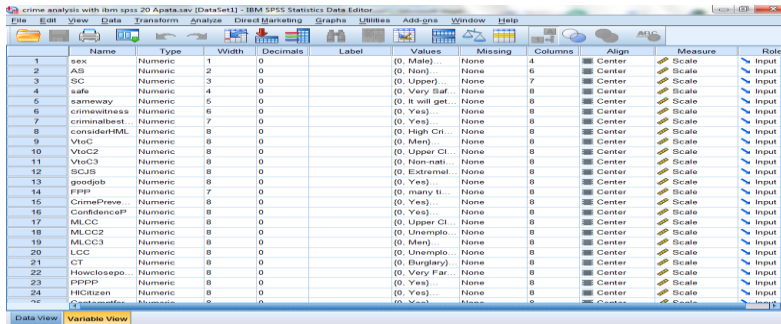 crime analysis with ibm spss 20 Apata.sav [DataSet1] - IBM SPSS Statistics Data Editor
File Edit View Data Transform Analyze Direct Marketing Graphs Utilities Add-ons Window Help
Name Type Width Decimals Label Values Missing Columns Align Measure Role
1 sex Numeric 1 0 {0, Male}... None 4 Center Scale Input
2 AS Numeric 2 0 {0, Non}... None 6 Center Scale Input
3 SC Numeric 3 0 {0, Upper}... None 7 Center Scale Input
4 safe Numeric 4 0 {0, Very Saf... None 8 Center Scale Input
5 sameway Numeric 5 0 {0, It will get... None 8 Center Scale Input
6 crimewitness Numeric 6 0 {0, Yes}... None 8 Center Scale Input
7 criminalbest... Numeric 7 0 {0, Yes}... None 8 Center Scale Input
8 considerHML Numeric 8 0 {0, High Cri... None 8 Center Scale Input
9 VtoC Numeric 8 0 {0, Men}... None 8 Center Scale Input
10 VtoC2 Numeric 8 0 {0, Upper Cl... None 8 Center Scale Input
11 VtoC3 Numeric 8 0 {0, Non-nati... None 8 Center Scale Input
12 SCJS Numeric 8 0 {0, Extremel... None 8 Center Scale Input
13 goodjob Numeric 8 0 {0, Yes}... None 8 Center Scale Input
14 FPP Numeric 7 0 {0, many ti... None 8 Center Scale Input
15 CrimePreve... Numeric 8 0 {0, Yes}... None 8 Center Scale Input
16 ConfidenceP Numeric 8 0 {0, Yes}... None 8 Center Scale Input
17 MLCC Numeric 8 0 {0, Upper Cl... None 8 Center Scale Input
18 MLCC2 Numeric 8 0 {0, Unemplo... None 8 Center Scale Input
19 MLCC3 Numeric 8 0 {0, Men}... None 8 Center Scale Input
20 LCC Numeric 8 0 {0, Unemplo... None 8 Center Scale Input
21 CT Numeric 8 0 {0, Burglary}... None 8 Center Scale Input
22 Howclosepo... Numeric 8 0 {0, Very Far... None 8 Center Scale Input
23 PPPP Numeric 8 0 {0, Yes}... None 8 Center Scale Input
24 HICitizen Numeric 8 0 {0, Yes}... None 8 Center Scale Input
Data View Variable View